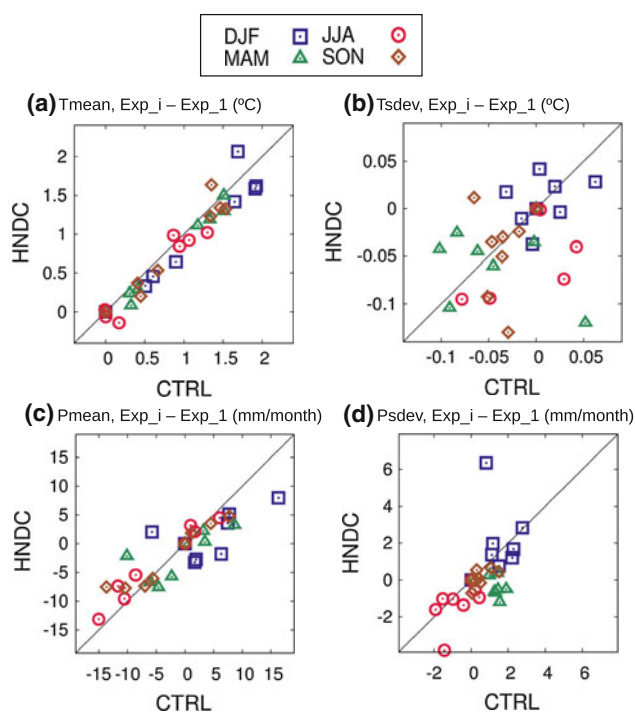 DJF JJA
MAM SON
(a) Tmean, Exp_i – Exp_1 (ºC)
(b) Tsdev, Exp_i – Exp_1 (ºC)
HNDC
2
1.5
1
0.5
0
0 0.5 1 1.5 2
CTRL
HNDC
0.05
0
-0.05
-0.1
-0.1 -0.05 0 0.05
CTRL
(c) Pmean, Exp_i – Exp_1 (mm/month)
(d) Psdev, Exp_i – Exp_1 (mm/month)
HNDC
15
10
5
0
-5
-10
-15
-15 -10 -5 0 5 10 15
CTRL
HNDC
6
4
2
0
-2
-2 0 2 4 6
CTRL